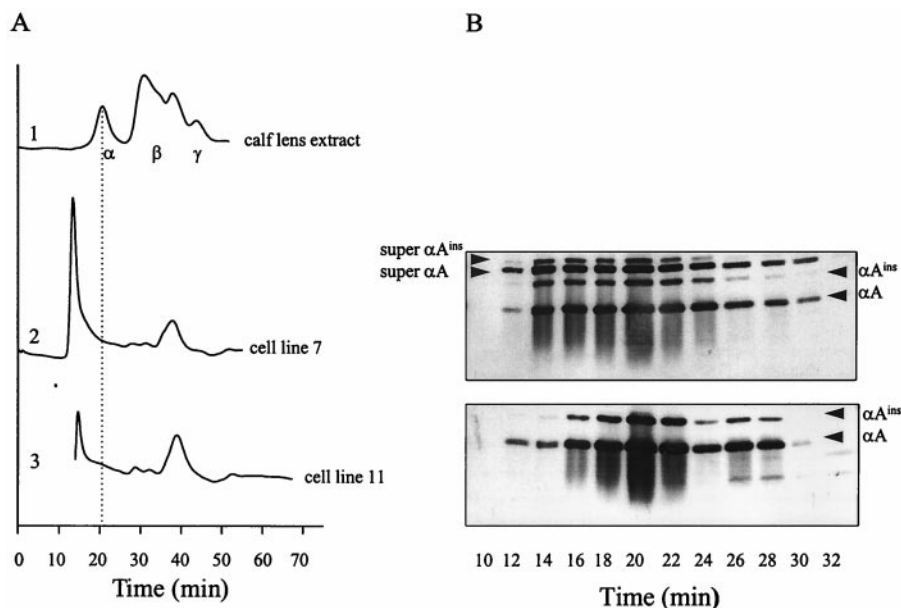 A
1
calf lens extract
α
β
γ
2
cell line 7
3
cell line 11
0 10 20 30 40 50 60 70
Time (min)
B
super αA^ins
super αA
αA^ins
αA
αA^ins
αA
10 12 14 16 18 20 22 24 26 28 30 32
Time (min)